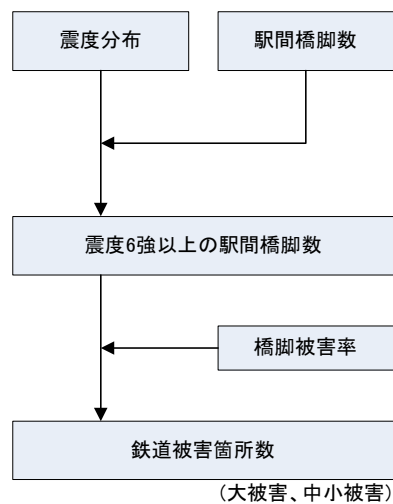 震度分布
駅間橋脚数
震度6強以上の駅間橋脚数
橋脚被害率
鉄道被害箇所数
（大被害、中小被害）